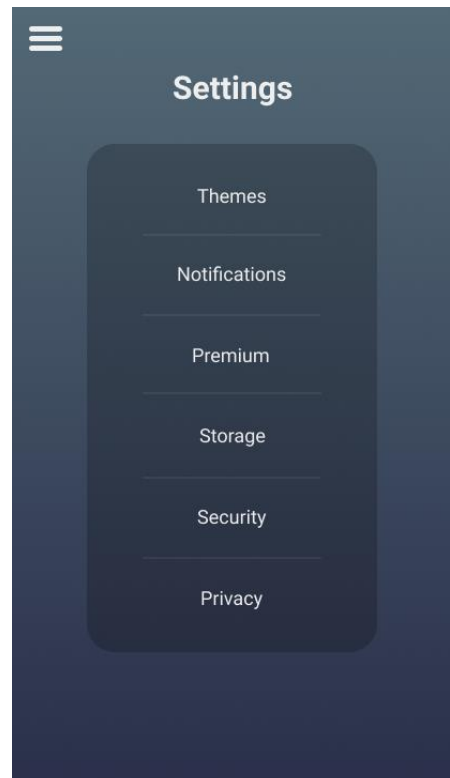 Settings
Themes
Notifications
Premium
Storage
Security
Privacy